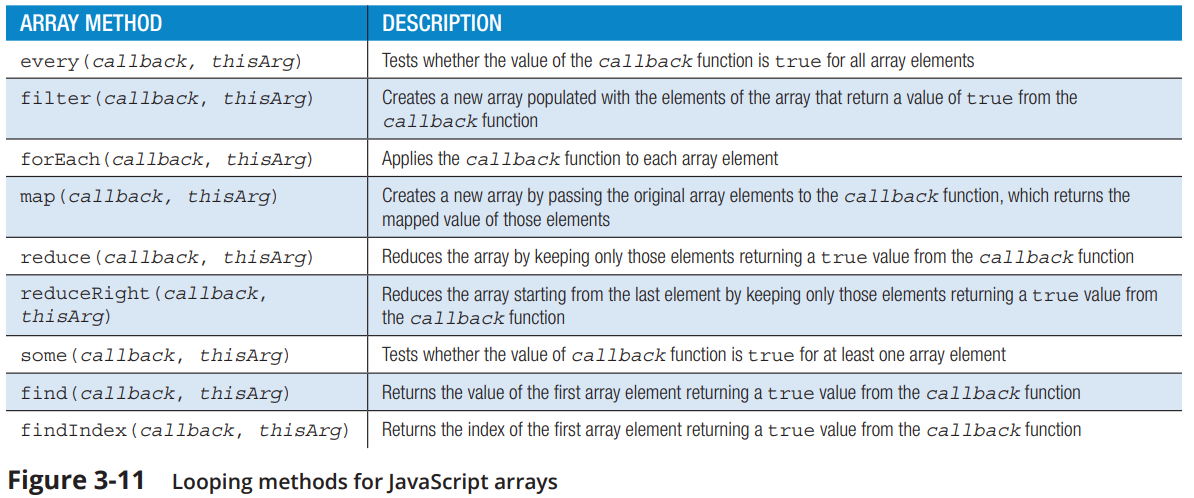 ARRAY METHOD DESCRIPTION
every(callback, thisArg) Tests whether the value of the callback function is true for all array elements
filter(callback, thisArg) Creates a new array populated with the elements of the array that return a value of true from the
callback function
forEach(callback, thisArg) Applies the callback function to each array element
map(callback, thisArg) Creates a new array by passing the original array elements to the callback function, which returns the
mapped value of those elements
reduce(callback, thisArg) Reduces the array by keeping only those elements returning a true value from the callback function
reduceRight(callback, Reduces the array starting from the last element by keeping only those elements returning a true value from
thisArg) the callback function
some(callback, thisArg) Tests whether the value of callback function is true for at least one array element
find(callback, thisArg) Returns the value of the first array element returning a true value from the callback function
findIndex(callback, thisArg) Returns the index of the first array element returning a true value from the callback function
Figure 3-11 Looping methods for JavaScript arrays